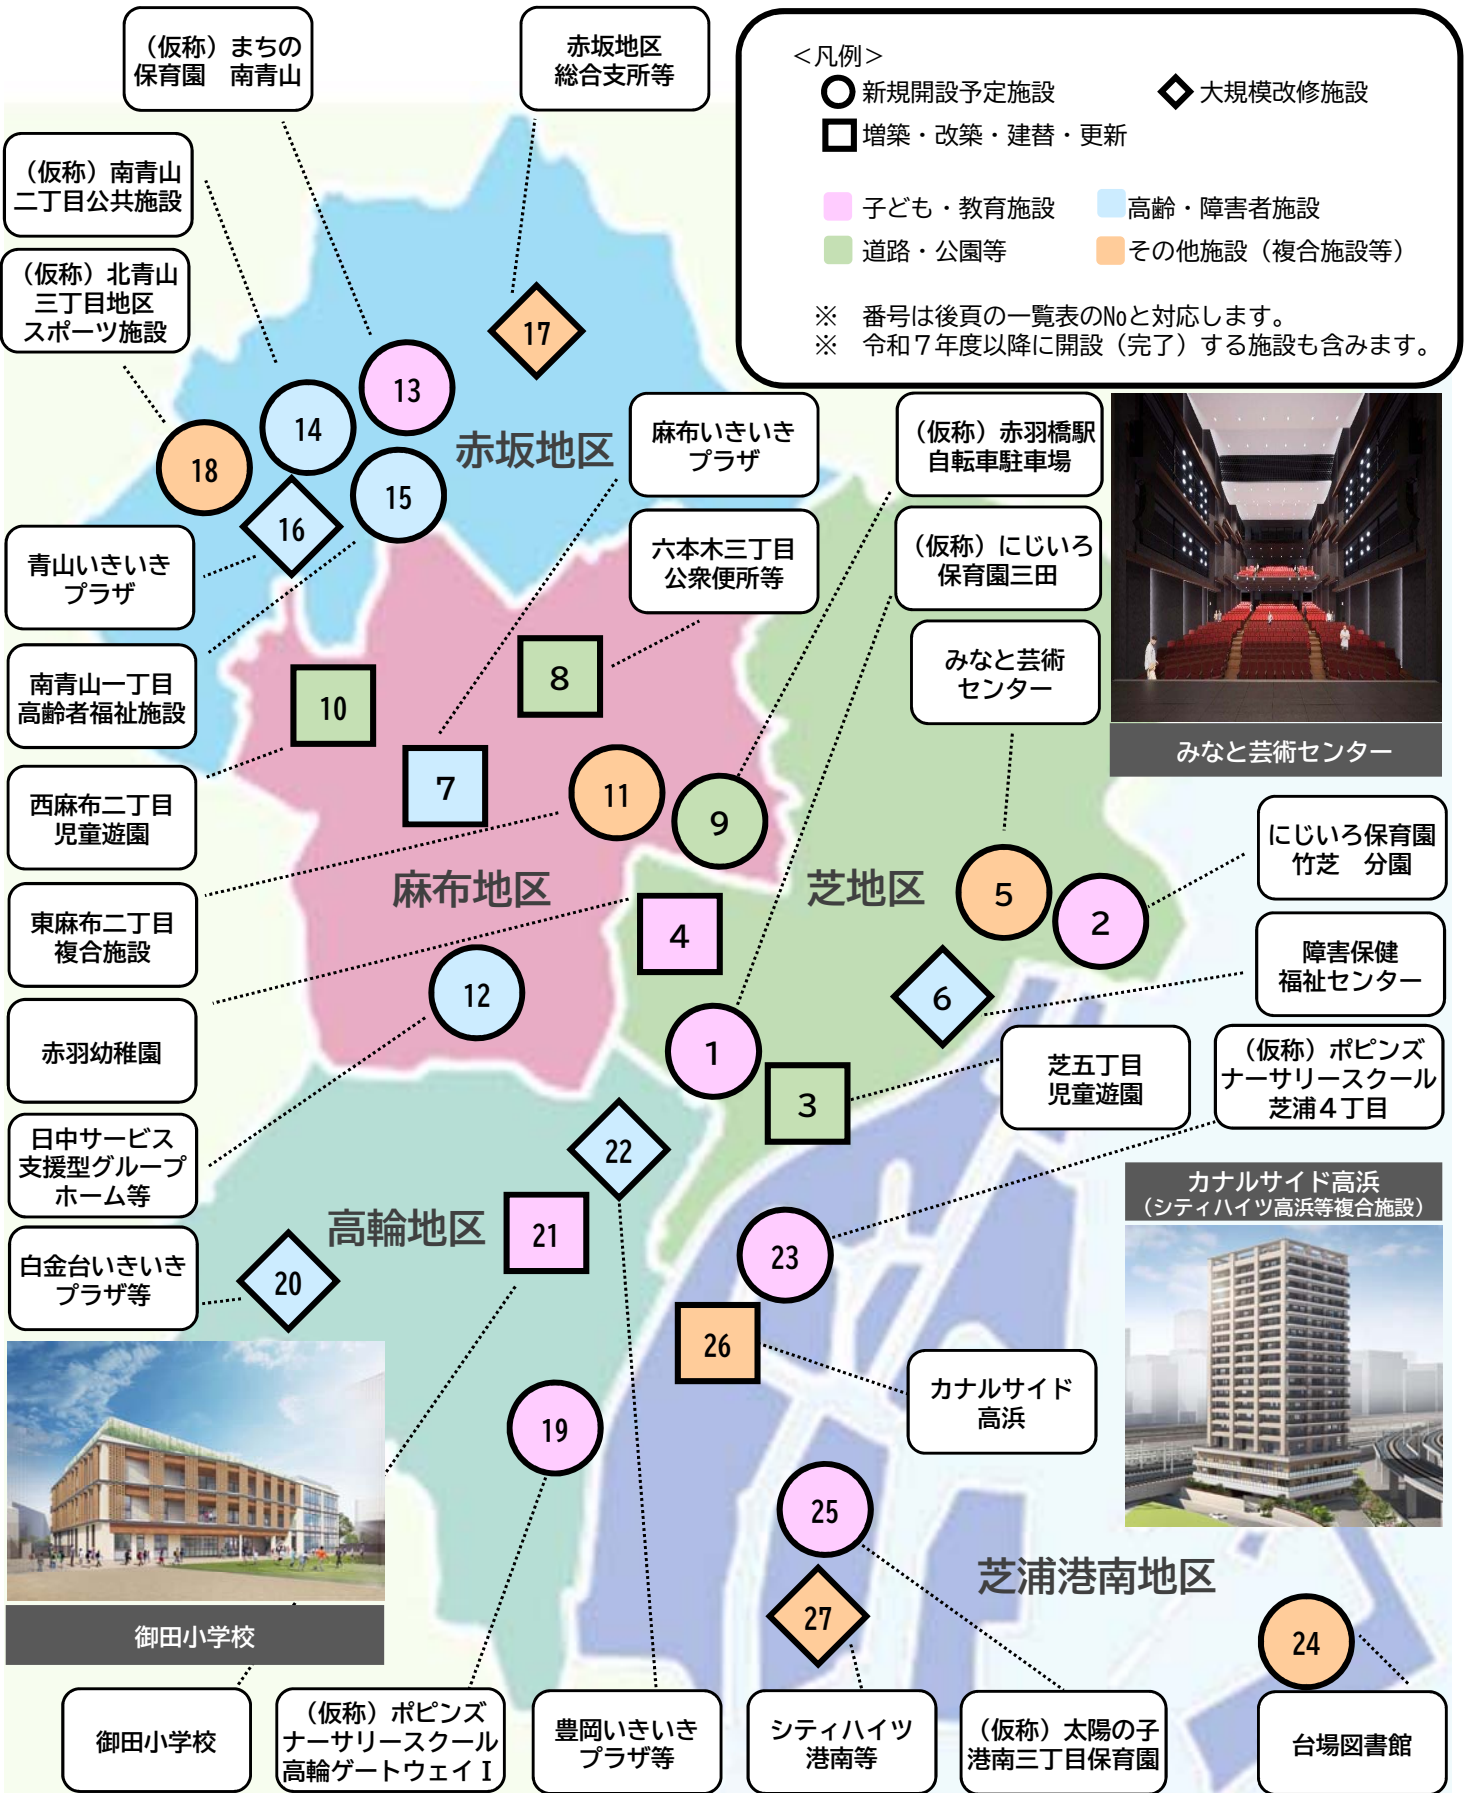 (仮称)まちの
保育園 南青山
赤坂地区
総合支所等
<凡例>
新規開設予定施設
大規模改修施設
増築・改築・建替・更新
子ども・教育施設
高齢・障害者施設
道路・公園等
その他施設(複合施設等)
※ 番号は後頁の一覧表のNoと対応します。
※ 令和7年度以降に開設(完了)する施設も含みます。
(仮称)南青山
二丁目公共施設
(仮称)北青山
三丁目地区
スポーツ施設
17
13
14
18
15
16
赤坂地区
麻布いきいき
プラザ
(仮称)赤羽橋駅
自転車駐車場
青山いきいき
プラザ
六本木三丁目
公衆便所等
(仮称)にじいろ
保育園三田
南青山一丁目
高齢者福祉施設
みなと芸術
センター
みなと芸術センター
10
8
7
11
9
西麻布二丁目
児童遊園
にじいろ保育園
竹芝 分園
麻布地区
芝地区
5
2
東麻布二丁目
複合施設
4
障害保健
福祉センター
12
6
赤羽幼稚園
1
3
芝五丁目
児童遊園
(仮称)ポピンズ
ナーサリースクール
芝浦4丁目
日中サービス
支援型グループ
ホーム等
22
カナルサイド高浜
(シティハイツ高浜等複合施設)
高輪地区
21
23
白金台いきいき
プラザ等
20
26
カナルサイド
高浜
19
25
芝浦港南地区
27
24
御田小学校
御田小学校
(仮称)ポピンズ
ナーサリースクール
高輪ゲートウェイⅠ
豊岡いきいき
プラザ等
シティハイツ
港南等
(仮称)太陽の子
港南三丁目保育園
台場図書館